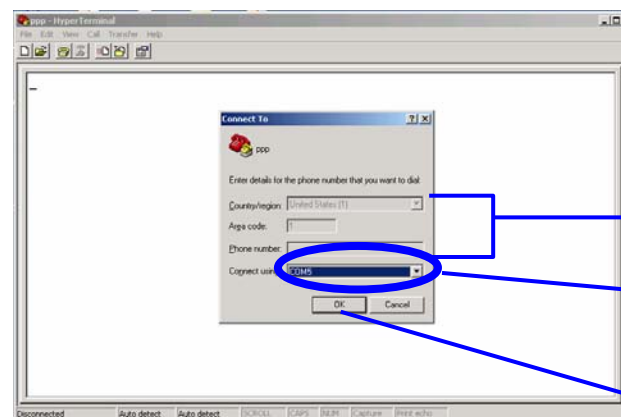 ppp - HyperTerminal
File Edit View Call Transfer Help
Connect To
ppp
Enter details for the phone number that you want to dial:
Country/region: United States (1)
Area code: 1
Phone number:
Connect using: COM5
OK Cancel
Disconnected Auto detect Auto detect SCROLL CAPS NUM Capture Print echo